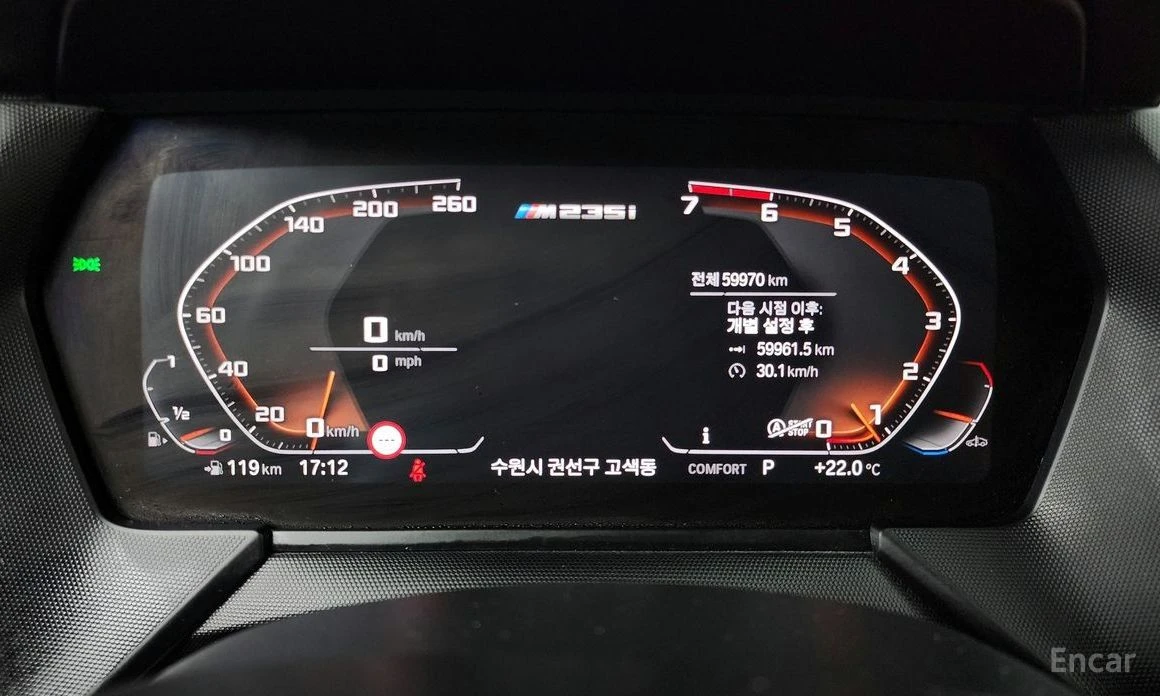 M235i
260
200
140
100
60
40
20
0 km/h
7
6
5
4
3
2
1
0
0 km/h
0 mph
전체 59970 km
다음 시점 이후:
개별 설정 후
59961.5 km
30.1 km/h
1
½
0
A START STOP
i
---
119 km
17:12
수원시 권선구 고색동
COMFORT P
+22.0 °C
Encar